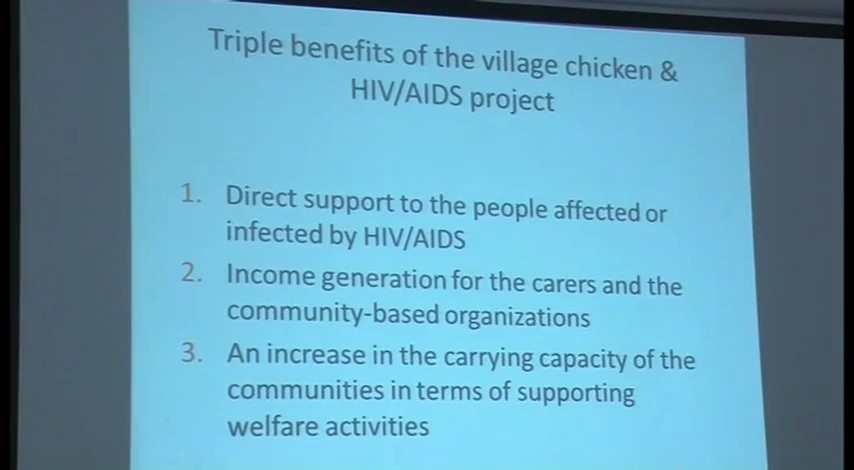 Triple benefits of the village chicken &
HIV/AIDS project
1. Direct support to the people affected or
infected by HIV/AIDS
2. Income generation for the carers and the
community-based organizations
3. An increase in the carrying capacity of the
communities in terms of supporting
welfare activities